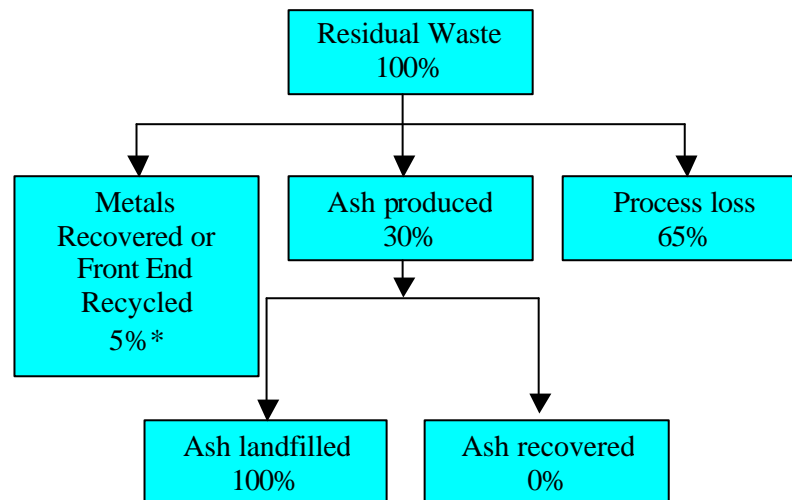 Residual Waste
100%
Metals
Recovered or
Front End
Recycled
5%*
Ash produced
30%
Process loss
65%
Ash landfilled
100%
Ash recovered
0%